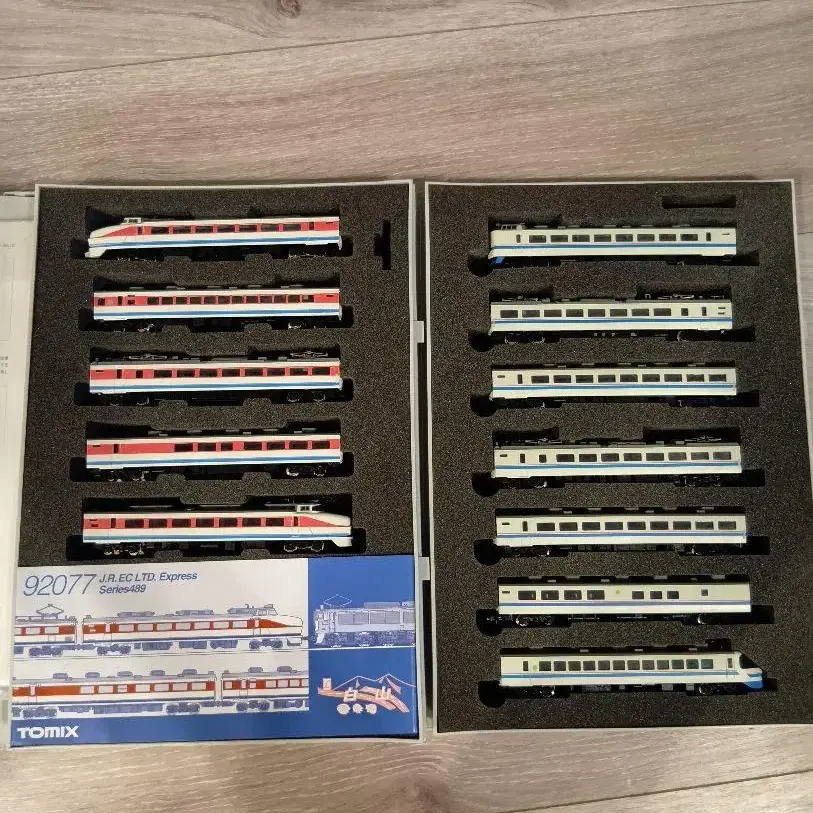 92077 J.R. EC LTD. Express
Series489
白山
TOMIX